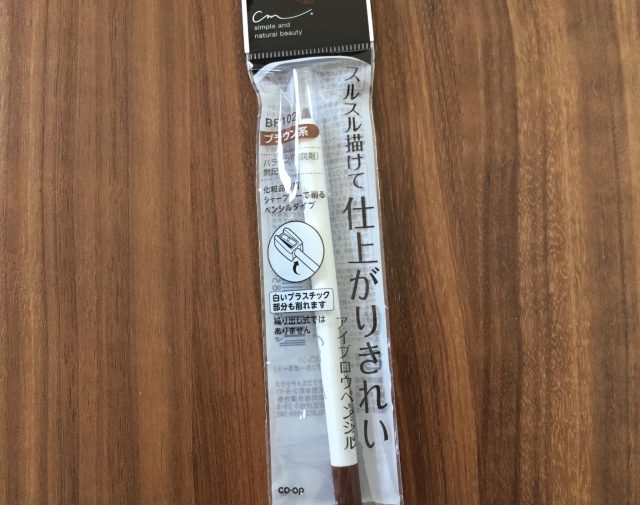 cm.
simple and
natural beauty
スルスル描けて
仕上がりきれい
アイブロウペンシル
ブラウン系
シャープナーで細る
ペンシルタイプ
白いプラスチック
部分も削れます
繰り出し式では
ありません
co・op